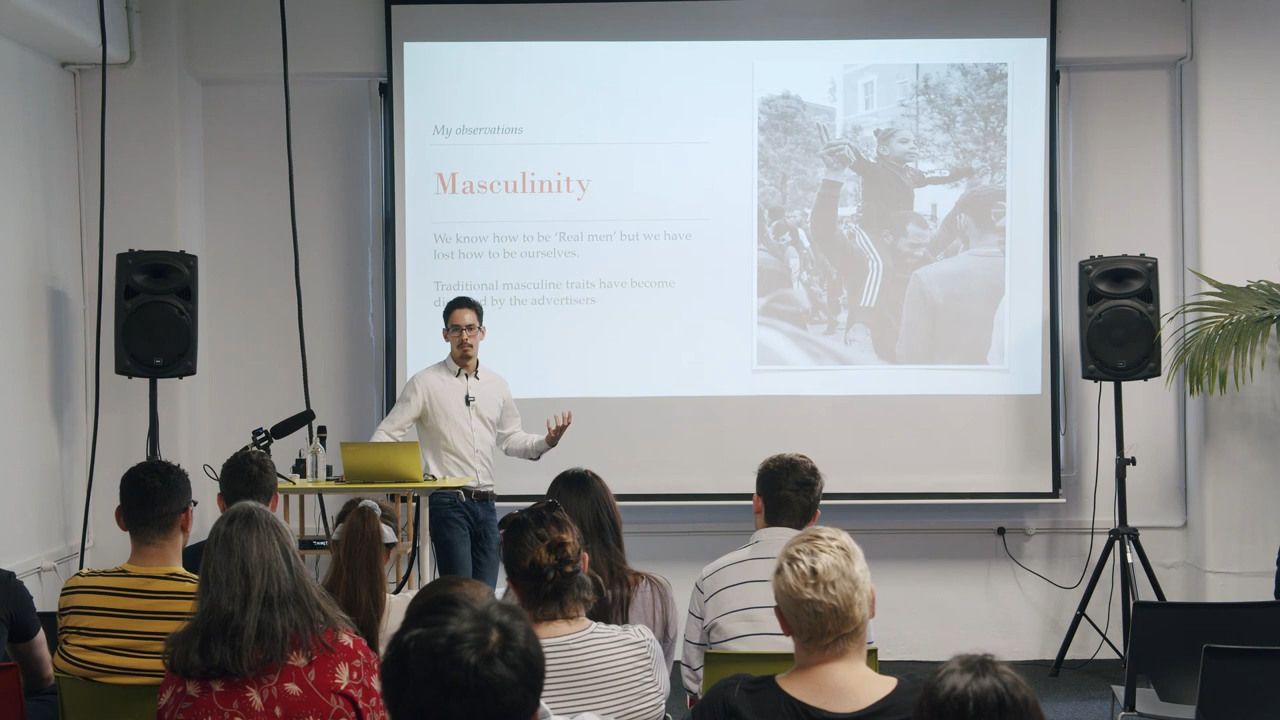 My observations
Masculinity
We know how to be ‘Real men’ but we have
lost how to be ourselves.
Traditional masculine traits have become
by the advertisers